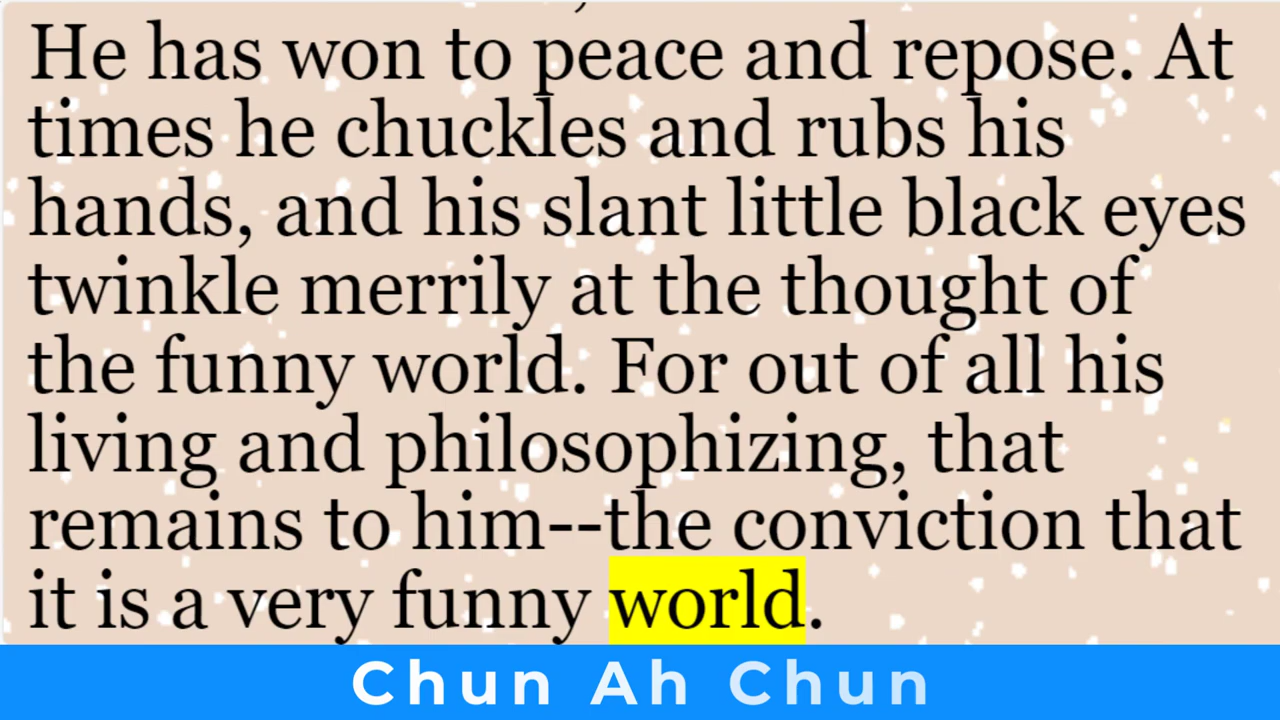 He has won to peace and repose. At
times he chuckles and rubs his
hands, and his slant little black eyes
twinkle merrily at the thought of
the funny world. For out of all his
living and philosophizing, that
remains to him--the conviction that
it is a very funny world.
Chun Ah Chun